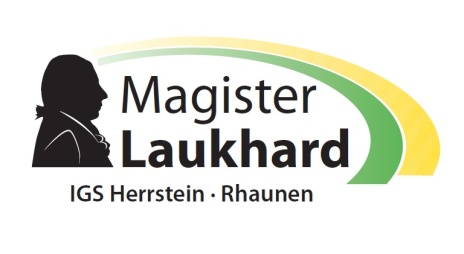 Magister
Laukhard
IGS Herrstein · Rhaunen